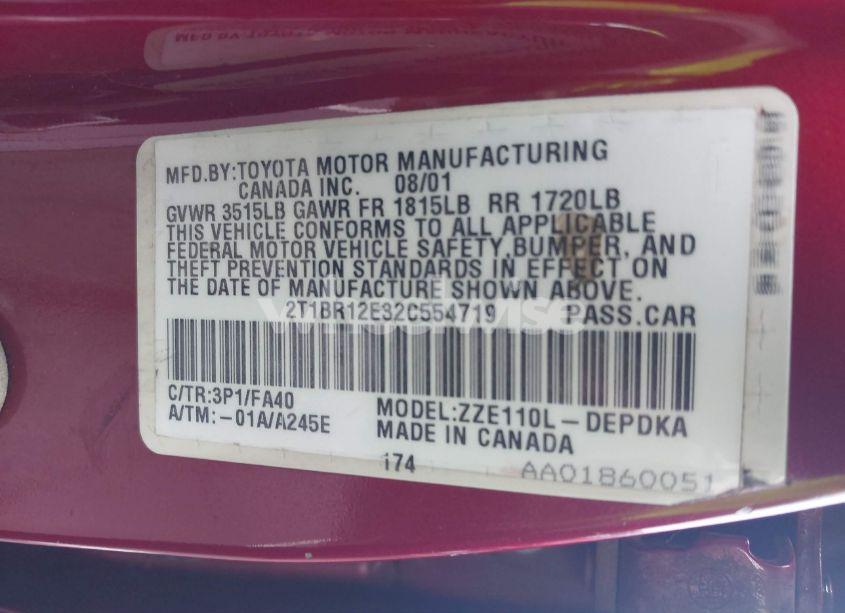 MFD.BY:TOYOTA MOTOR MANUFACTURING
CANADA INC. 08/01
GVWR 3515LB GAWR FR 1815LB RR 1720LB
THIS VEHICLE CONFORMS TO ALL APPLICABLE
FEDERAL MOTOR VEHICLE SAFETY,BUMPER, AND
THEFT PREVENTION STANDARDS IN EFFECT ON
THE DATE OF MANUFACTURE SHOWN ABOVE.
2T1BR12E32C554719 PASS.CAR
C/TR:3P1/FA40
A/TM:-01A/A245E
MODEL:ZZE110L-DEPDKA
MADE IN CANADA
174
AA01860051